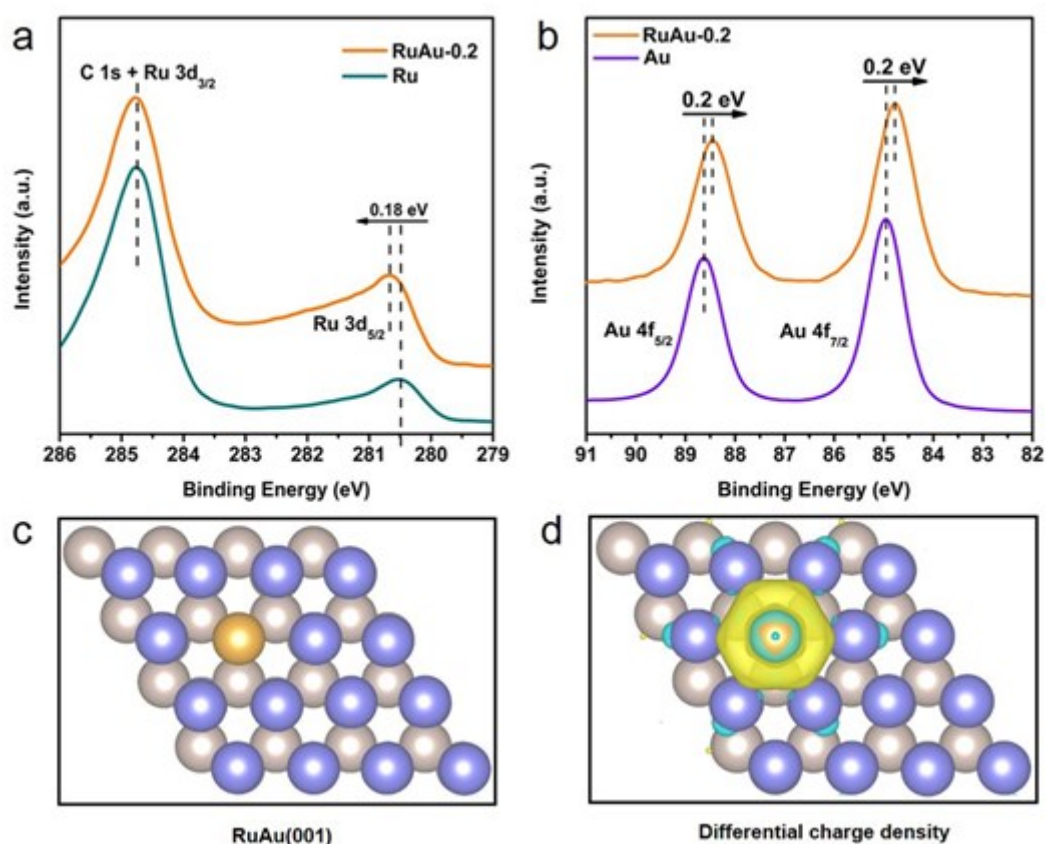 a
RuAu-0.2
Ru
C 1s + Ru 3d3/2
0.18 eV
Ru 3d5/2
Intensity (a.u.)
286 285 284 283 282 281 280 279
Binding Energy (eV)
b
RuAu-0.2
Au
0.2 eV
0.2 eV
Au 4f5/2
Au 4f7/2
Intensity (a.u.)
91 90 89 88 87 86 85 84 83 82
Binding Energy (eV)
c
RuAu(001)
d
Differential charge density